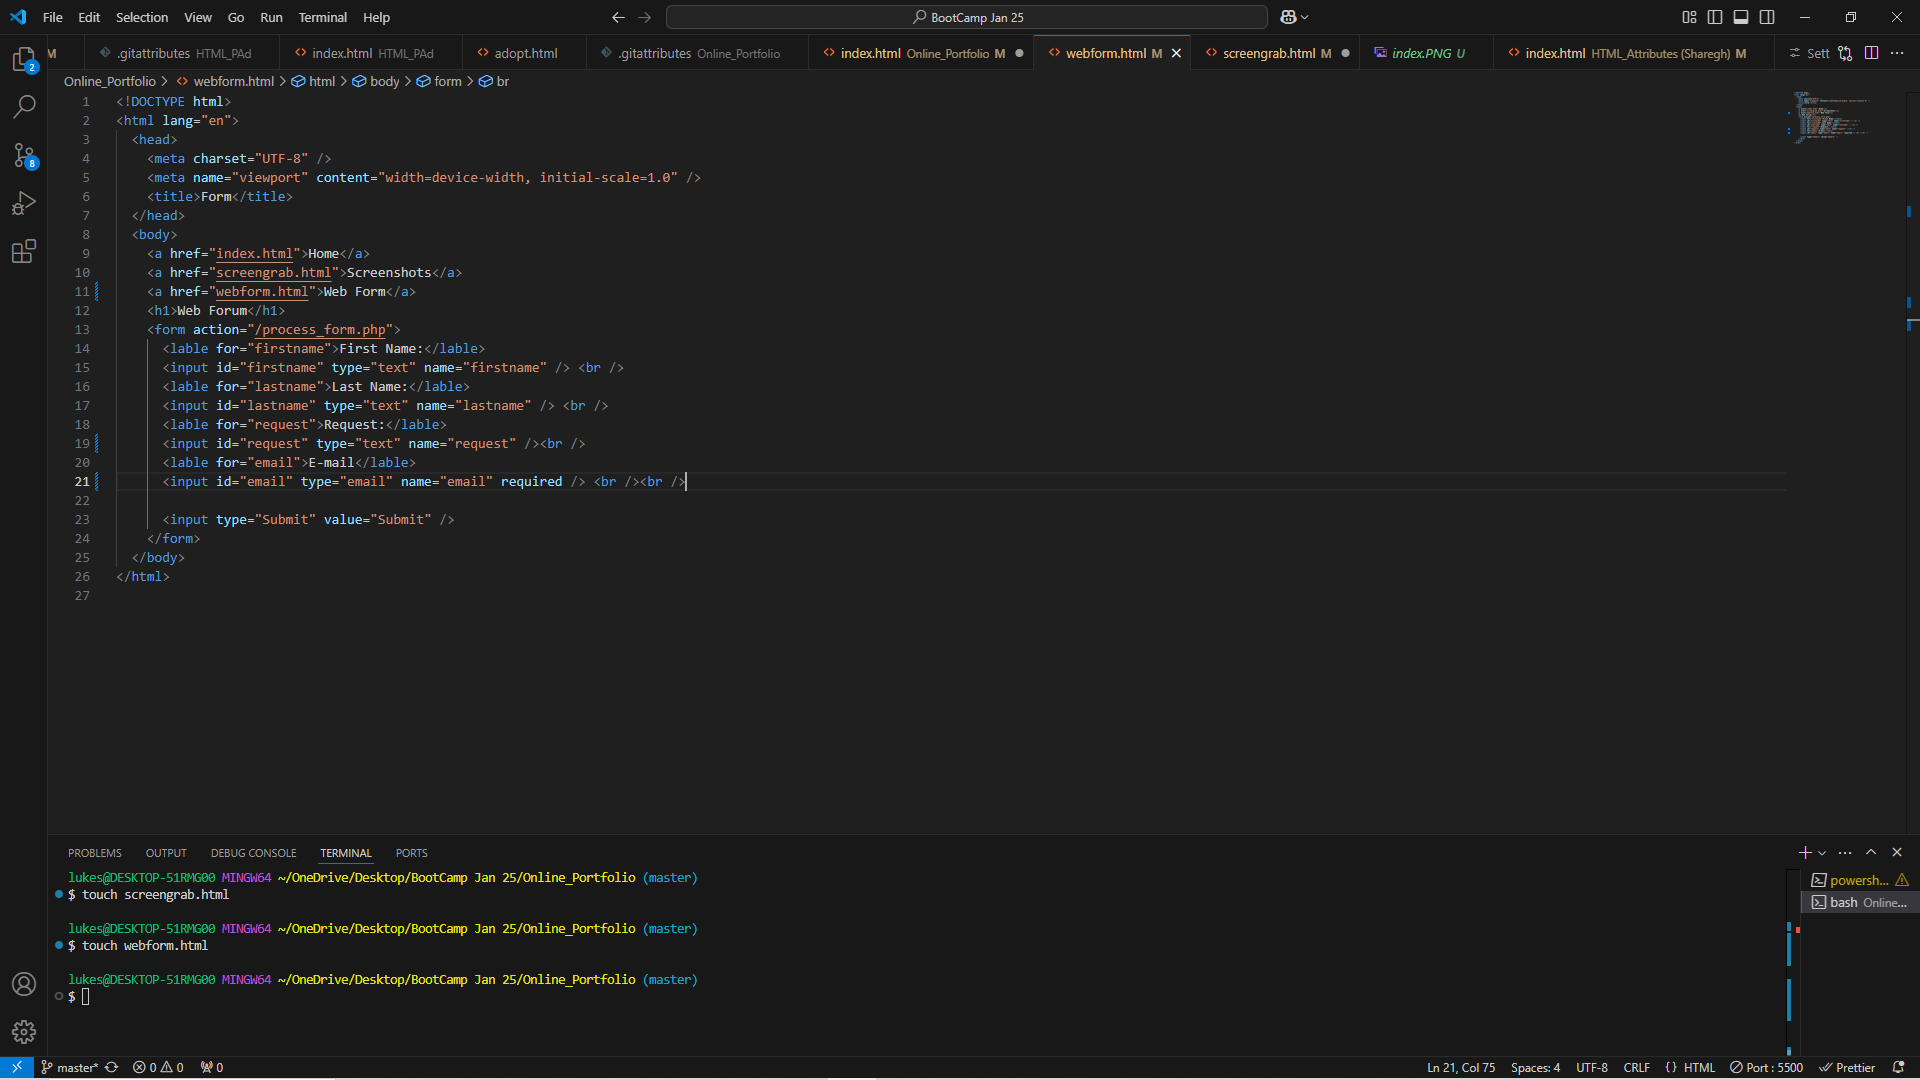 File Edit Selection View Go Run Terminal Help BootCamp Jan 25
M .gitattributes HTML_PAd index.html HTML_PAd adopt.html .gitattributes Online_Portfolio index.html Online_Portfolio M webform.html M screengrab.html M index.PNG U index.html HTML_Attributes (Sharegh) M Sett
Online_Portfolio > webform.html > html > body > form > br
1 <!DOCTYPE html>
2 <html lang="en">
3 <head>
4 <meta charset="UTF-8" />
5 <meta name="viewport" content="width=device-width, initial-scale=1.0" />
6 <title>Form</title>
7 </head>
8 <body>
9 <a href="index.html">Home</a>
10 <a href="screengrab.html">Screenshots</a>
11 <a href="webform.html">Web Form</a>
12 <h1>Web Forum</h1>
13 <form action="/process_form.php">
14 <lable for="firstname">First Name:</lable>
15 <input id="firstname" type="text" name="firstname" /> <br />
16 <lable for="lastname">Last Name:</lable>
17 <input id="lastname" type="text" name="lastname" /> <br />
18 <lable for="request">Request:</lable>
19 <input id="request" type="text" name="request" /><br />
20 <lable for="email">E-mail</lable>
21 <input id="email" type="email" name="email" required /> <br /><br />
22
23 <input type="Submit" value="Submit" />
24 </form>
25 </body>
26 </html>
27
2
8
PROBLEMS OUTPUT DEBUG CONSOLE TERMINAL PORTS
lukes@DESKTOP-51RMG00 MINGW64 ~/OneDrive/Desktop/BootCamp Jan 25/Online_Portfolio (master)
$ touch screengrab.html
lukes@DESKTOP-51RMG00 MINGW64 ~/OneDrive/Desktop/BootCamp Jan 25/Online_Portfolio (master)
$ touch webform.html
lukes@DESKTOP-51RMG00 MINGW64 ~/OneDrive/Desktop/BootCamp Jan 25/Online_Portfolio (master)
$
powersh...
bash Online...
master* 0 0 0 Ln 21, Col 75 Spaces: 4 UTF-8 CRLF {} HTML Port : 5500 Prettier